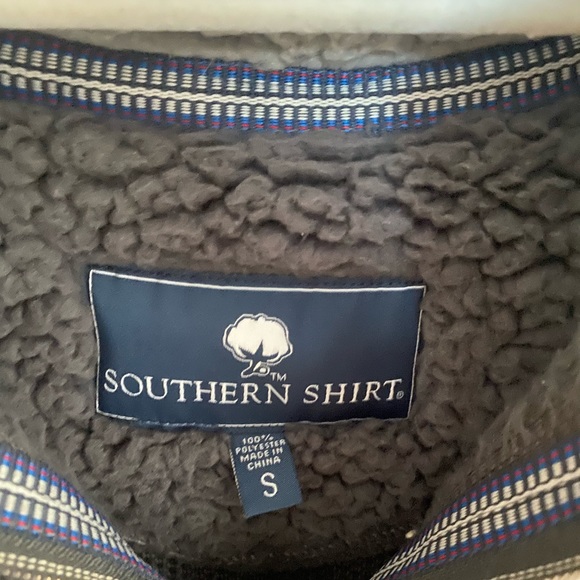 TM
SOUTHERN SHIRT®
100%
POLYESTER
MADE IN
CHINA
S